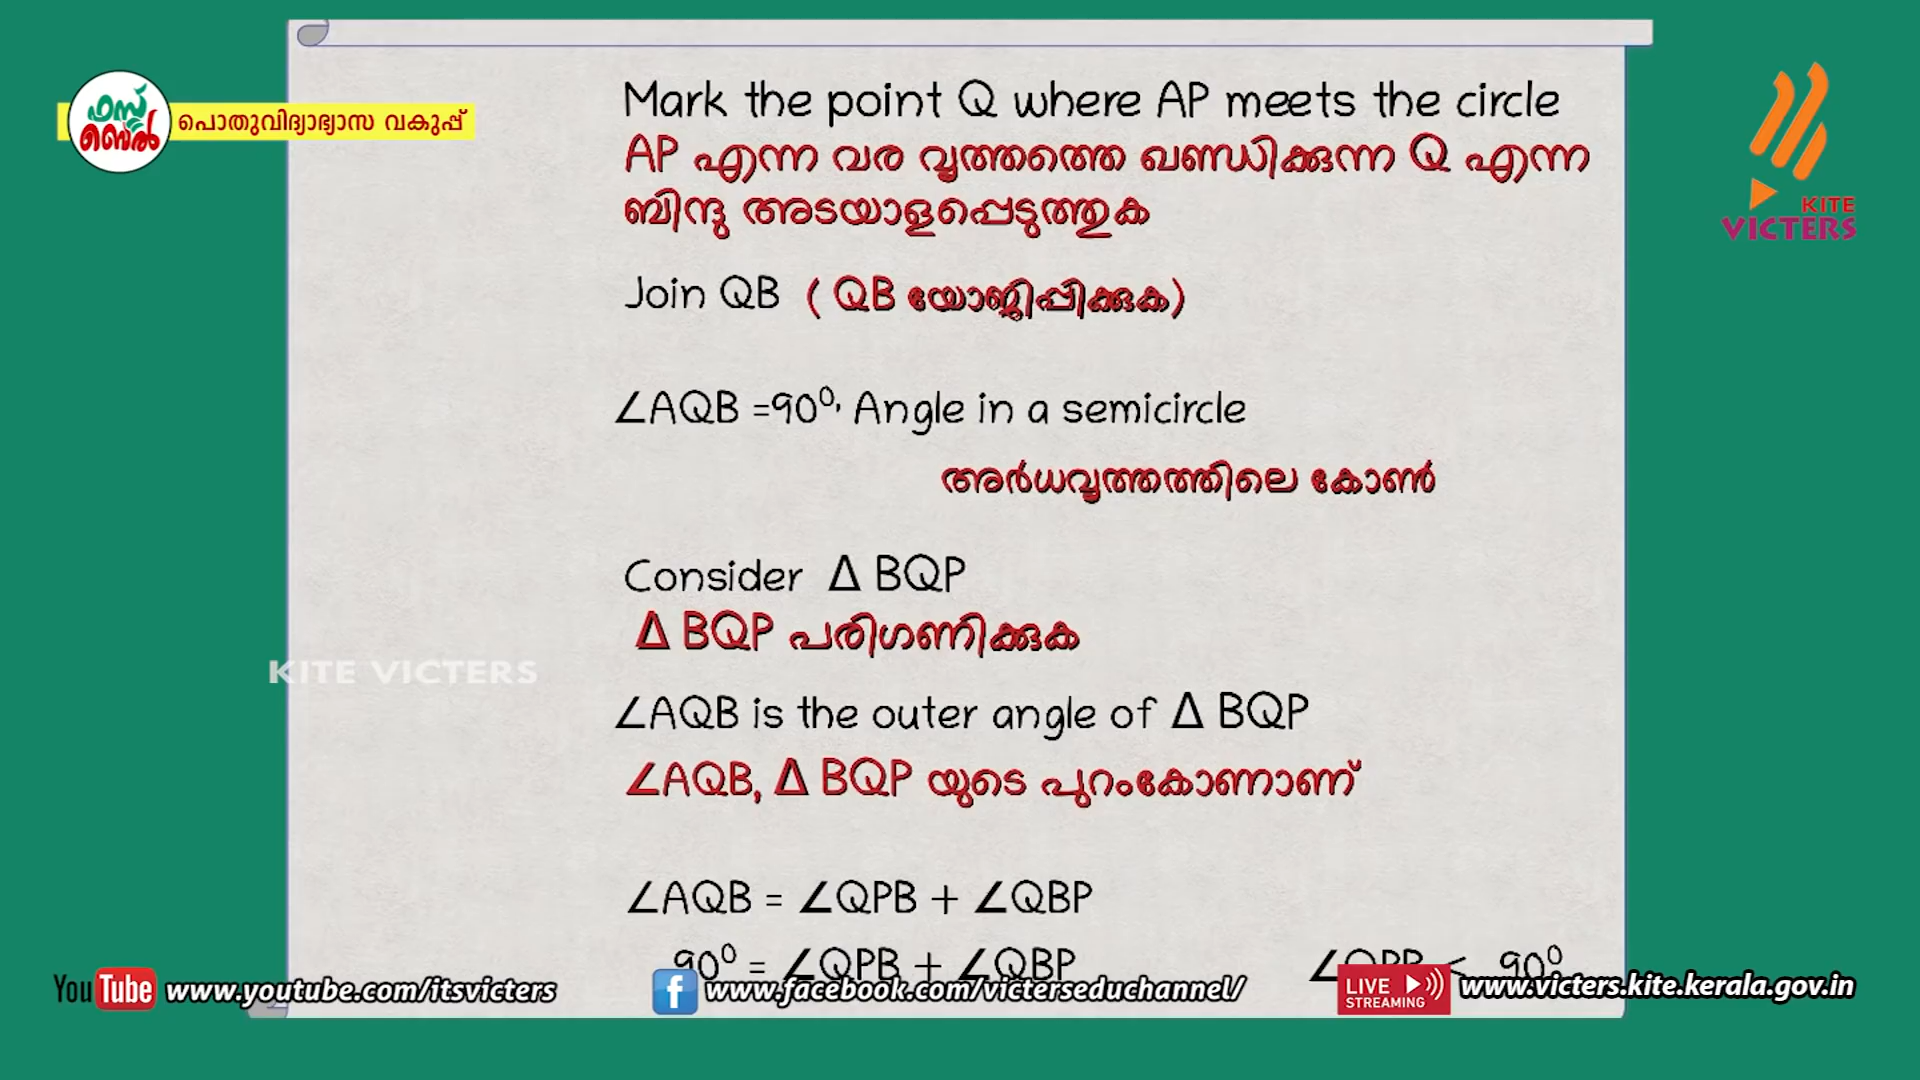 Mark the point Q where AP meets the circle
AP എന്ന വര വൃത്തത്തെ ഖണ്ഡിക്കുന്ന Q എന്ന
ബിന്ദു അടയാളപ്പെടുത്തുക
ഫസ്റ്റ്
ബെൽ
പൊതുവിദ്യാഭ്യാസ വകുപ്പ്
KITE
VICTERS
Join QB ( QB യോജിപ്പിക്കുക)
∠AQB =90⁰, Angle in a semicircle
അർധവൃത്തത്തിലെ കോൺ
Consider Δ BQP
Δ BQP പരിഗണിക്കുക
KITE VICTERS
∠AQB is the outer angle of Δ BQP
∠AQB, Δ BQP യുടെ പുറംകോണാണ്
∠AQB = ∠QPB + ∠QBP
90⁰ = ∠QPB + ∠QBP ∠QPB < 90⁰
YouTube www.youtube.com/itsvicters
f www.facebook.com/victerseduchannel/
LIVE
STREAMING
www.victers.kite.kerala.gov.in